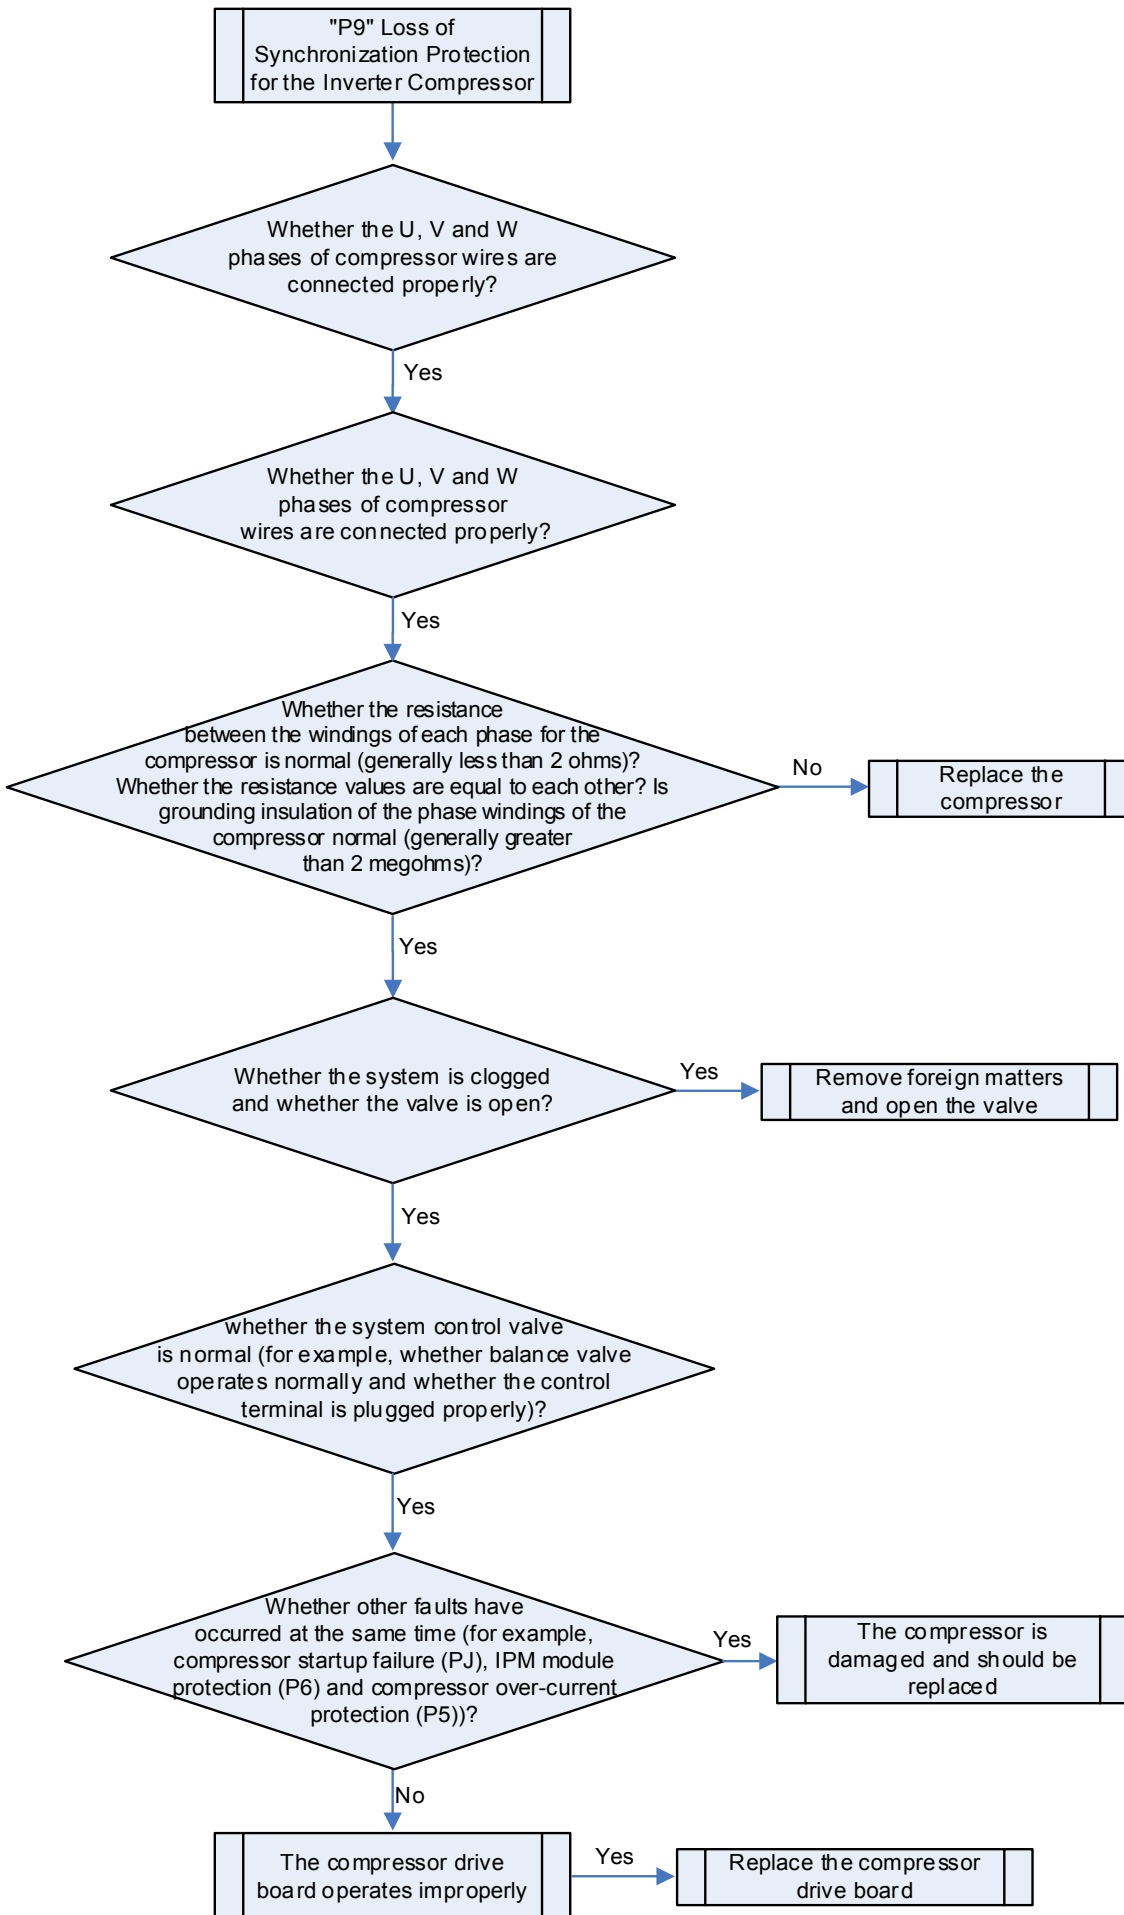 "P9" Loss of
Synchronization Protection
for the Inverter Compressor
Whether the U, V and W
phases of compressor wires are
connected properly?
Yes
Whether the U, V and W
phases of compressor
wires are connected properly?
Yes
Whether the resistance
between the windings of each phase for the
compressor is normal (generally less than 2 ohms)?
Whether the resistance values are equal to each other? Is
grounding insulation of the phase windings of the
compressor normal (generally greater
than 2 megohms)?
No
Replace the
compressor
Yes
Whether the system is clogged
and whether the valve is open?
Yes
Remove foreign matters
and open the valve
Yes
whether the system control valve
is normal (for example, whether balance valve
operates normally and whether the control
terminal is plugged properly)?
Yes
Whether other faults have
occurred at the same time (for example,
compressor startup failure (PJ), IPM module
protection (P6) and compressor over-current
protection (P5))?
Yes
The compressor is
damaged and should be
replaced
No
The compressor drive
board operates improperly
Yes
Replace the compressor
drive board